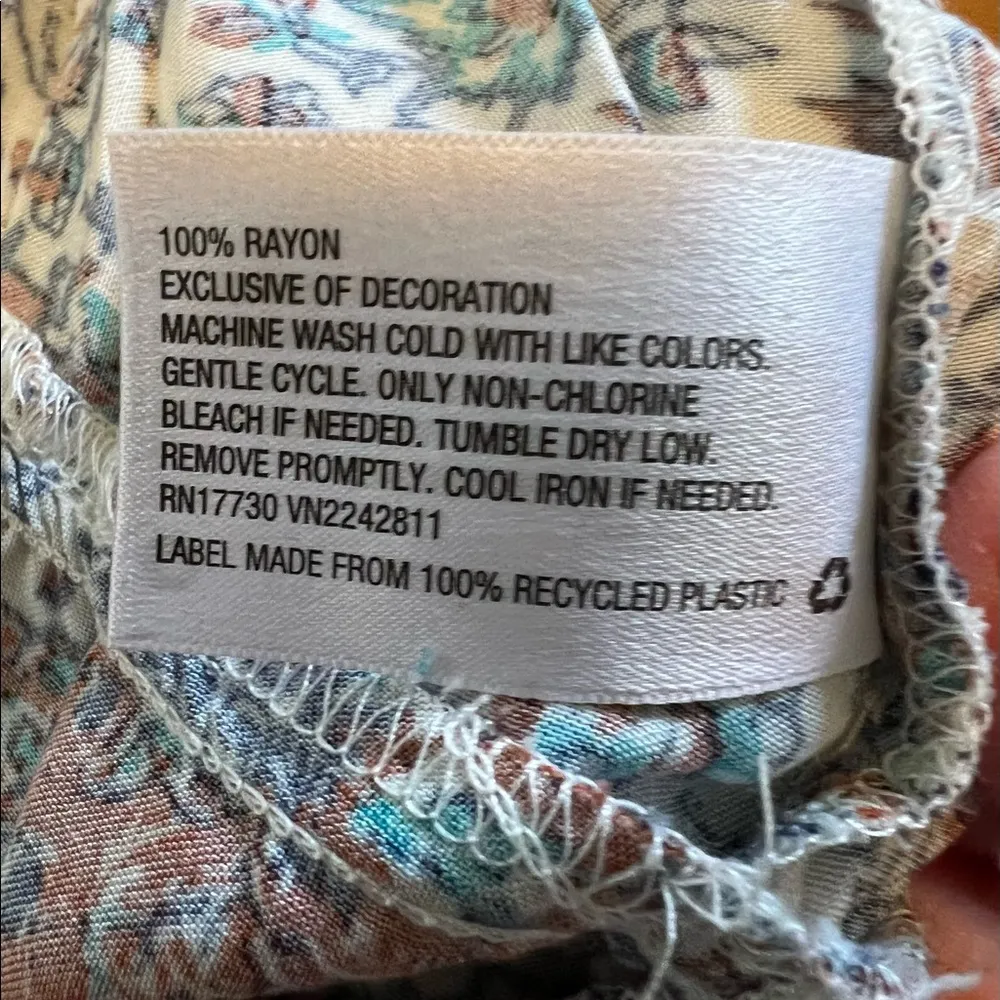 100% RAYON
EXCLUSIVE OF DECORATION
MACHINE WASH COLD WITH LIKE COLORS.
GENTLE CYCLE. ONLY NON-CHLORINE
BLEACH IF NEEDED. TUMBLE DRY LOW.
REMOVE PROMPTLY. COOL IRON IF NEEDED.
RN17730 VN2242811
LABEL MADE FROM 100% RECYCLED PLASTIC